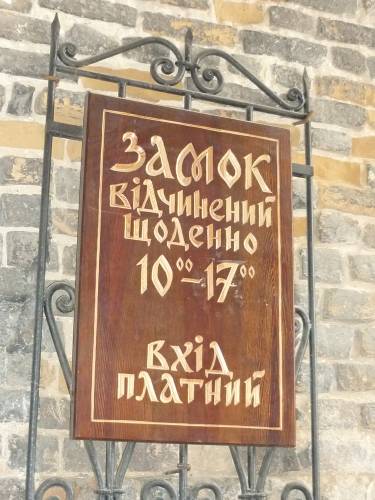 ЗАМОК
ВІДЧИНЕНИЙ
ЩОДЕННО
10⁰⁰–17⁰⁰
ВХІД
ПЛАТНИЙ